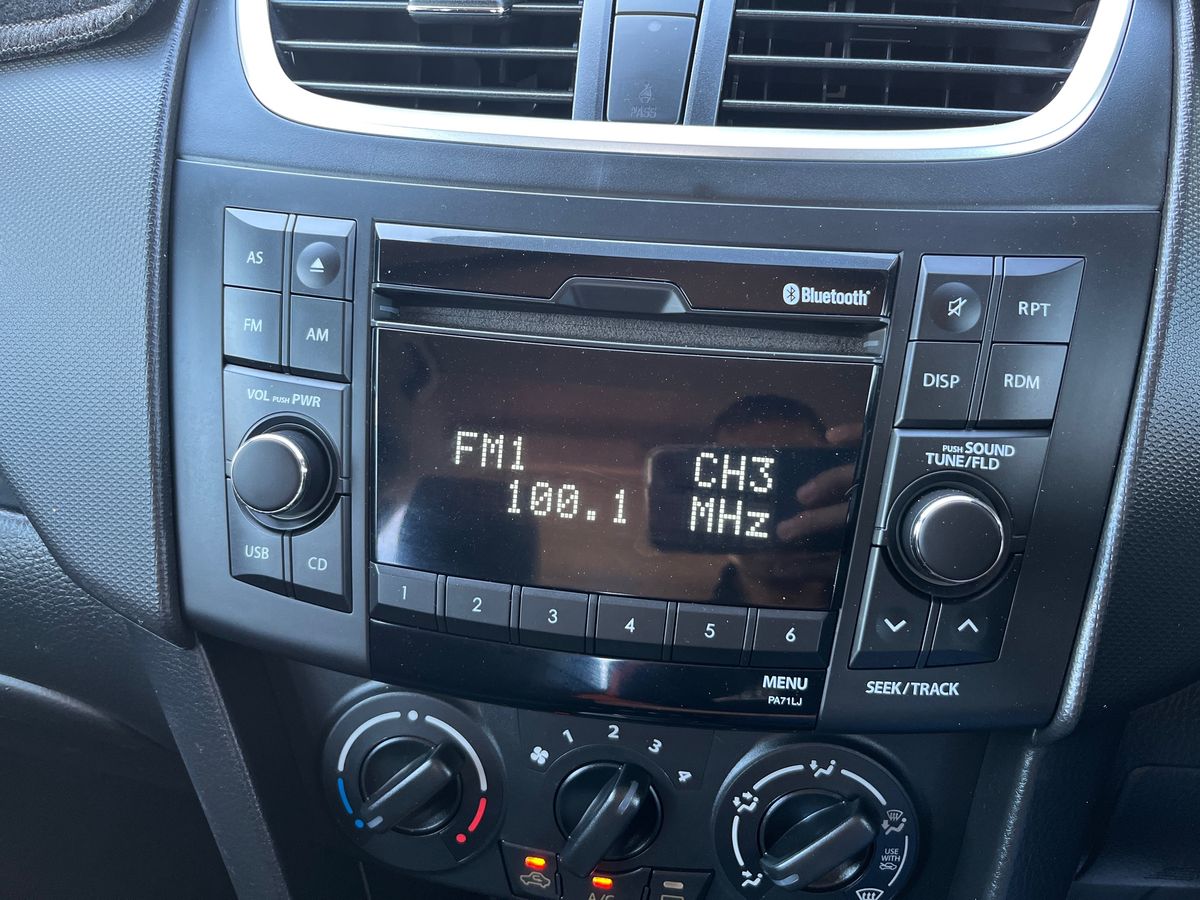 PASS
AS
FM
AM
VOL PUSH PWR
USB
CD
Bluetooth®
FM1
CH3
100.1
MHz
1 2 3 4 5 6
MENU
PA71LJ
RPT
DISP
RDM
PUSH SOUND
TUNE/FLD
SEEK/TRACK
1 2 3 4
USE
WITH
A/C